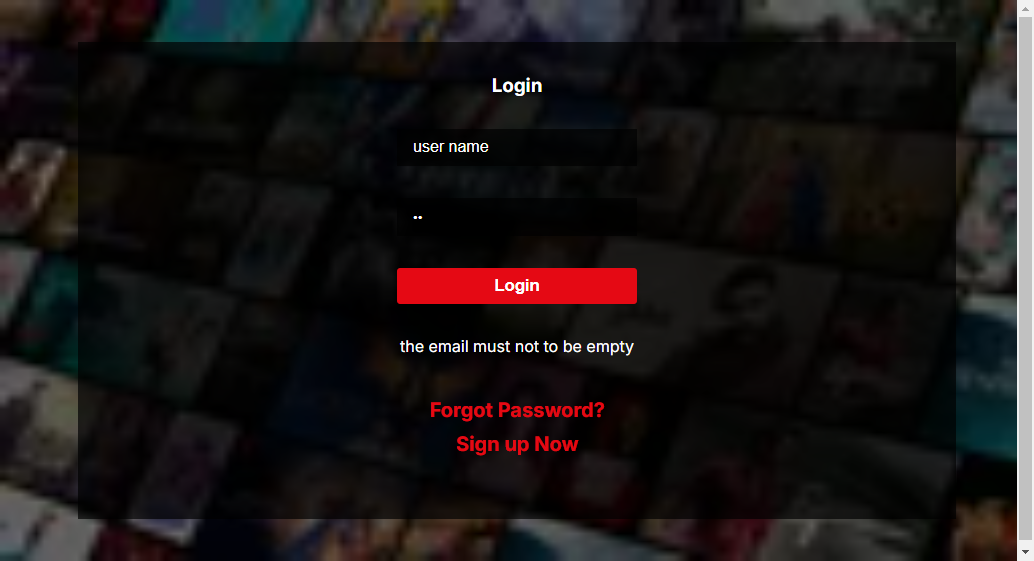 Login
user name
••
Login
the email must not to be empty
Forgot Password?
Sign up Now